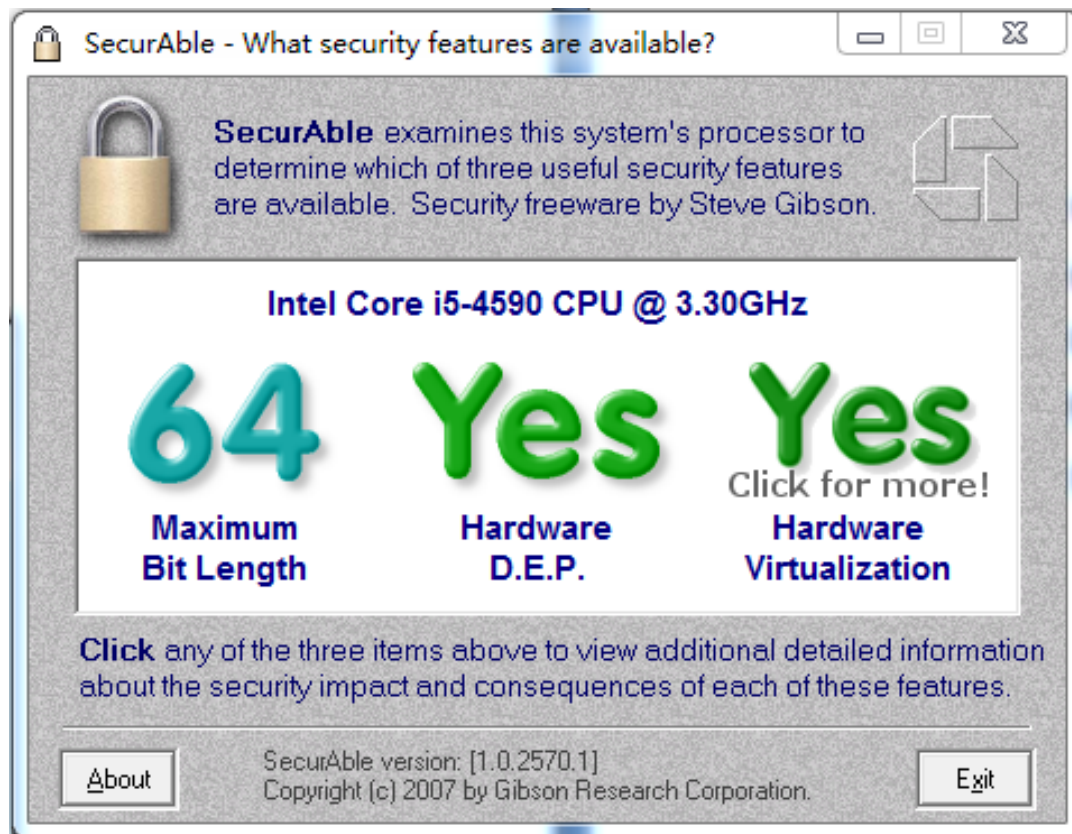 SecurAble - What security features are available?
SecurAble examines this system's processor to
determine which of three useful security features
are available. Security freeware by Steve Gibson.
Intel Core i5-4590 CPU @ 3.30GHz
64 Yes Yes
Click for more!
Maximum Hardware Hardware
Bit Length D.E.P. Virtualization
Click any of the three items above to view additional detailed information
about the security impact and consequences of each of these features.
About
SecurAble version: [1.0.2570.1]
Copyright (c) 2007 by Gibson Research Corporation.
Exit